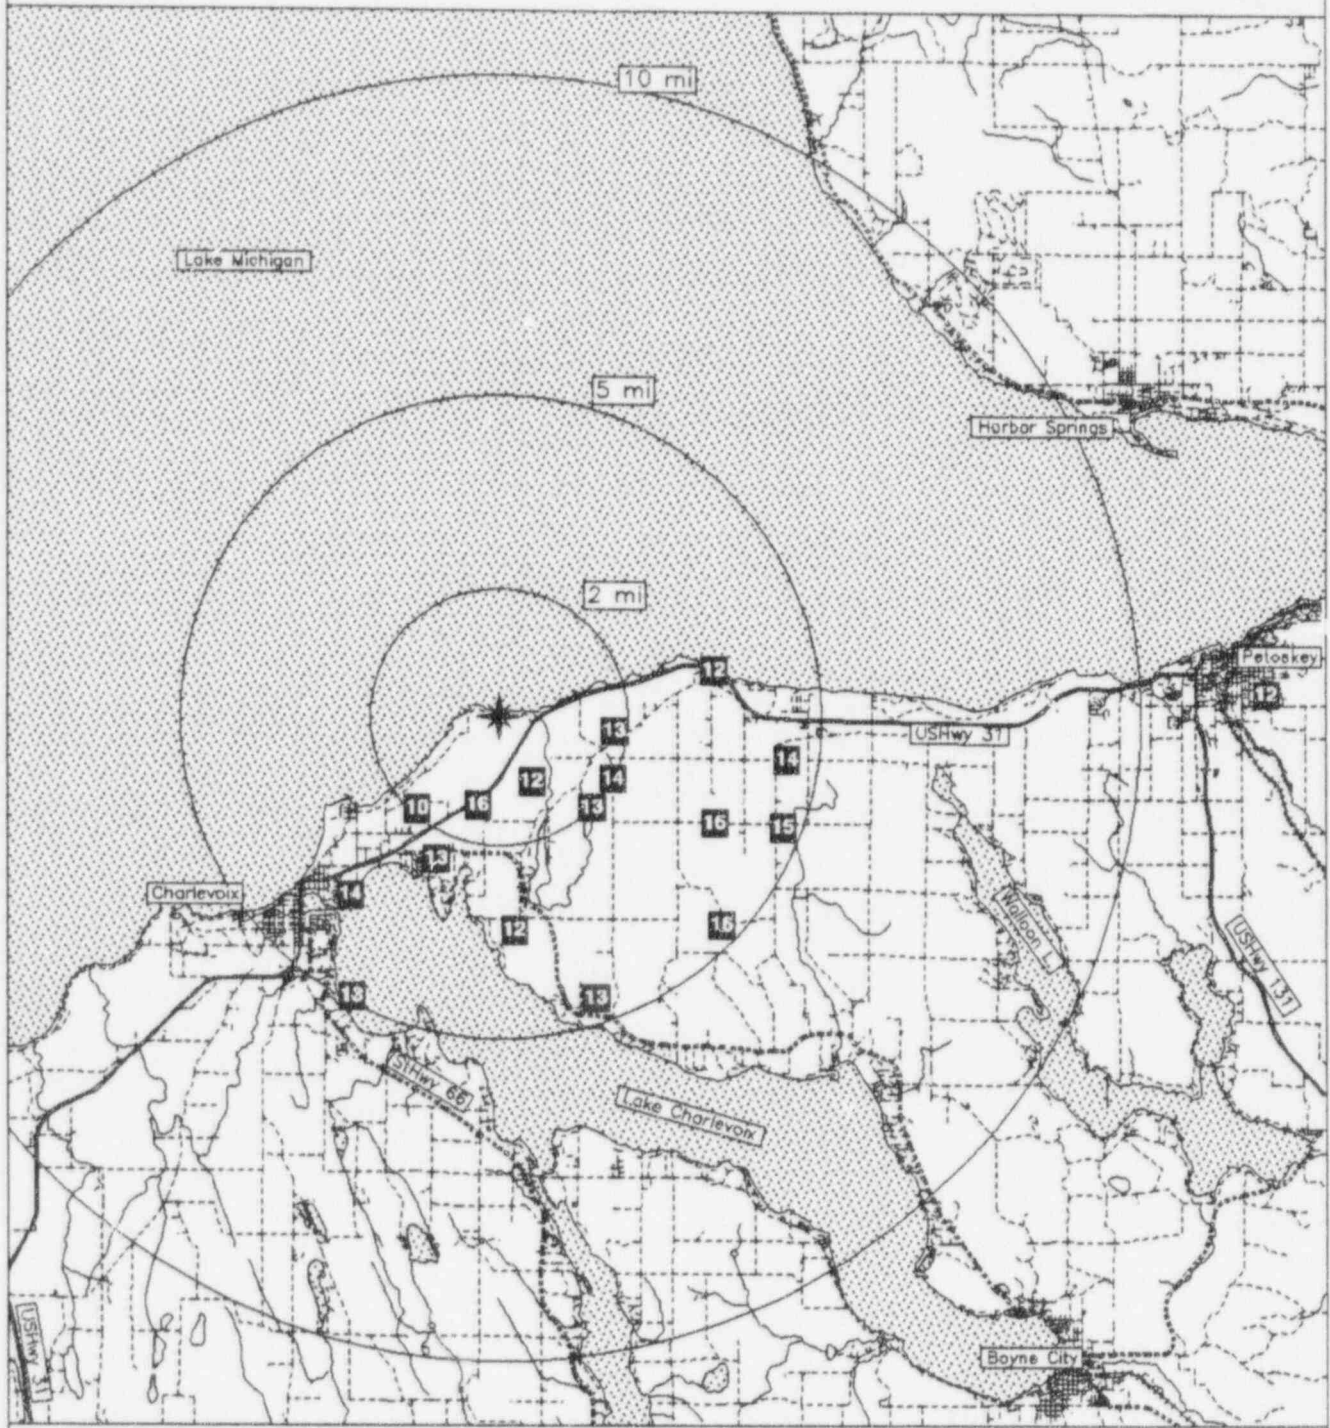 10 mi
Lake Michigan
5 mi
Harbor Springs
2 mi
Petoskey
12
12
13
USHwy 31
14
14
12
10
16
13
16
15
13
14
Charlevoix
16
12
Walloon L.
USHwy 131
13
13
StHwy 66
Lake Charlevoix
USHwy 31
Boyne City